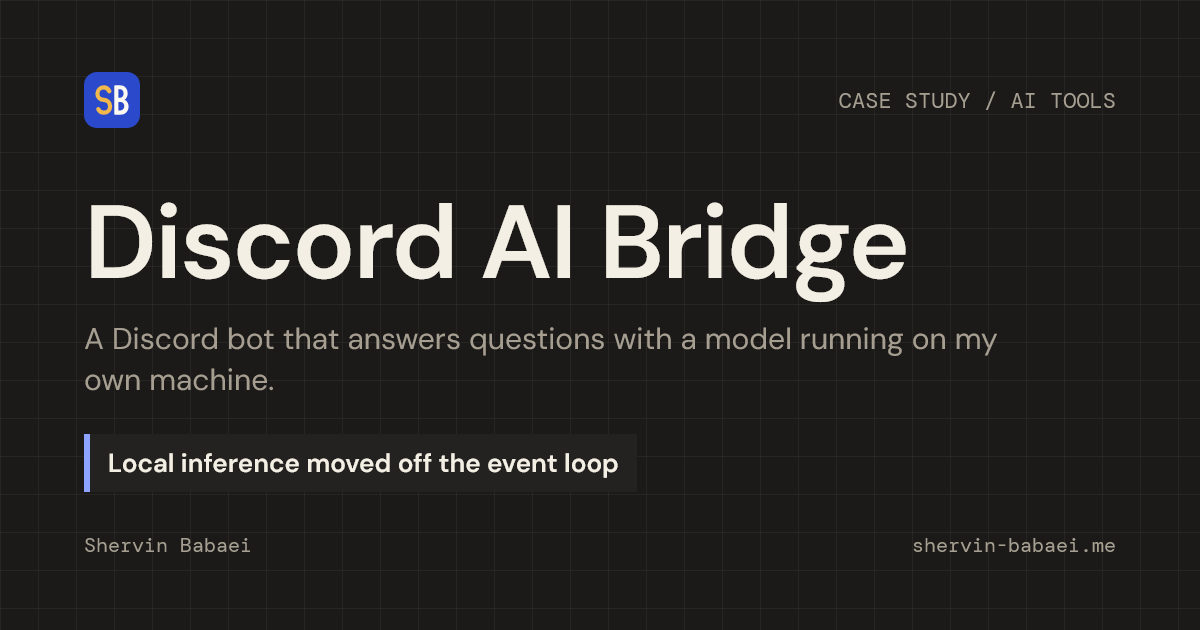 SB
CASE STUDY / AI TOOLS
Discord AI Bridge
A Discord bot that answers questions with a model running on my
own machine.
Local inference moved off the event loop
Shervin Babaei
shervin-babaei.me